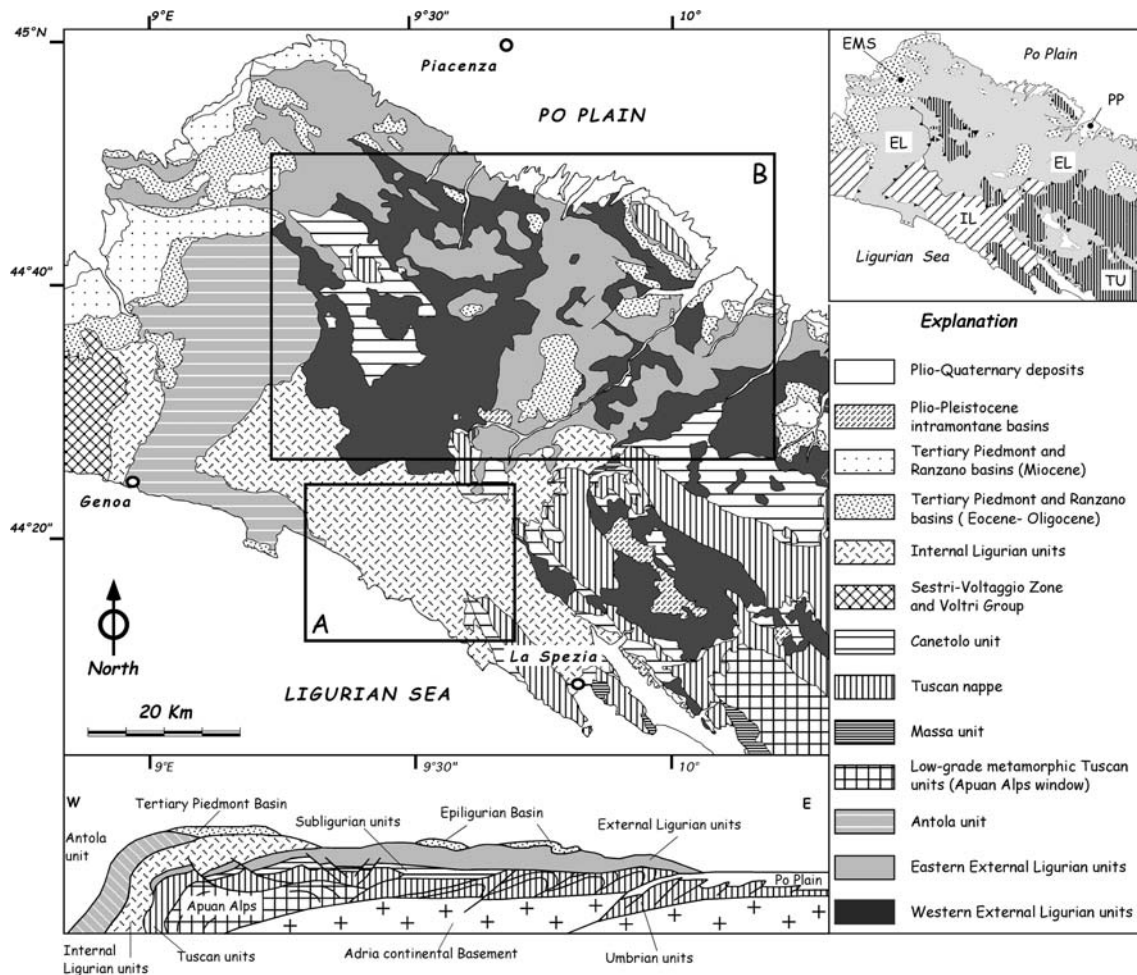 9°E
9°30'
10°
45°N
44°40'
44°20'
Piacenza
PO PLAIN
B
Genoa
A
North
La Spezia
LIGURIAN SEA
20 Km
9°E
9°30'
10°
EMS
Po Plain
PP
EL
EL
IL
Ligurian Sea
TU
Explanation
Plio-Quaternary deposits
Plio-Pleistocene
intramontane basins
Tertiary Piedmont and
Ranzano basins (Miocene)
Tertiary Piedmont and Ranzano
basins ( Eocene- Oligocene)
Internal Ligurian units
Sestri-Voltaggio Zone
and Voltri Group
Canetolo unit
Tuscan nappe
Massa unit
Low-grade metamorphic Tuscan
units (Apuan Alps window)
Antola unit
Eastern External Ligurian units
Western External Ligurian units
W
E
Tertiary Piedmont Basin
Subligurian units
Epiligurian Basin
External Ligurian units
Antola
unit
Po Plain
Apuan Alps
Internal
Ligurian units
Tuscan units
Adria continental Basement
Umbrian units